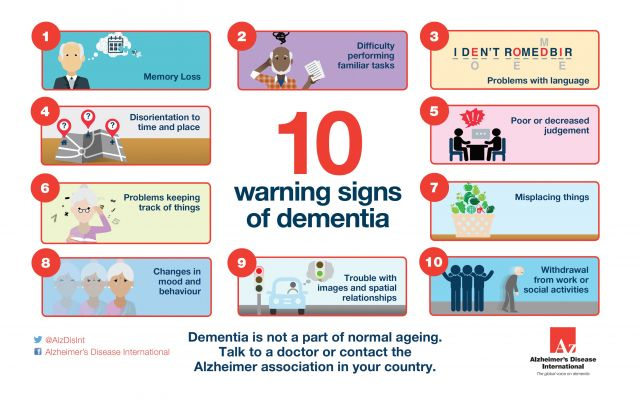 1
Memory Loss
2
Difficulty
performing
familiar tasks
3
M
I DEN'T ROMEDBIR
O E E
Problems with language
4
Disorientation to
time and place
? ? ?
10
warning signs
of dementia
5
Poor or decreased
judgement
6
Problems keeping
track of things
7
Misplacing things
8
Changes in
mood and
behaviour
9
Trouble with
images and spatial
relationships
10
Withdrawal
from work or
social activities
@AlzDisInt
Alzheimer's Disease International
Dementia is not a part of normal ageing.
Talk to a doctor or contact the
Alzheimer association in your country.
Az
Alzheimer's Disease
International
The global voice on dementia